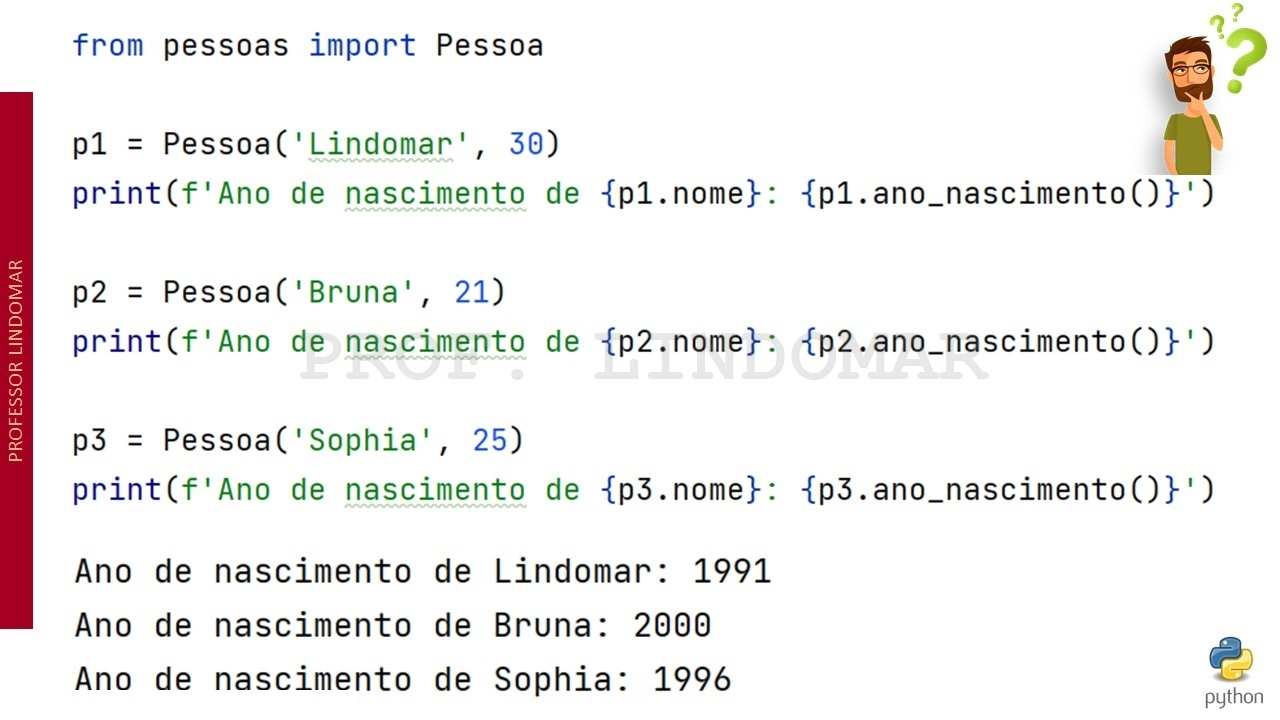 from pessoas import Pessoa
p1 = Pessoa('Lindomar', 30)
print(f'Ano de nascimento de {p1.nome}: {p1.ano_nascimento()}')
p2 = Pessoa('Bruna', 21)
print(f'Ano de nascimento de {p2.nome}: {p2.ano_nascimento()}')
PROF. LINDOMAR
p3 = Pessoa('Sophia', 25)
print(f'Ano de nascimento de {p3.nome}: {p3.ano_nascimento()}')
Ano de nascimento de Lindomar: 1991
Ano de nascimento de Bruna: 2000
Ano de nascimento de Sophia: 1996
PROFESSOR LINDOMAR
python